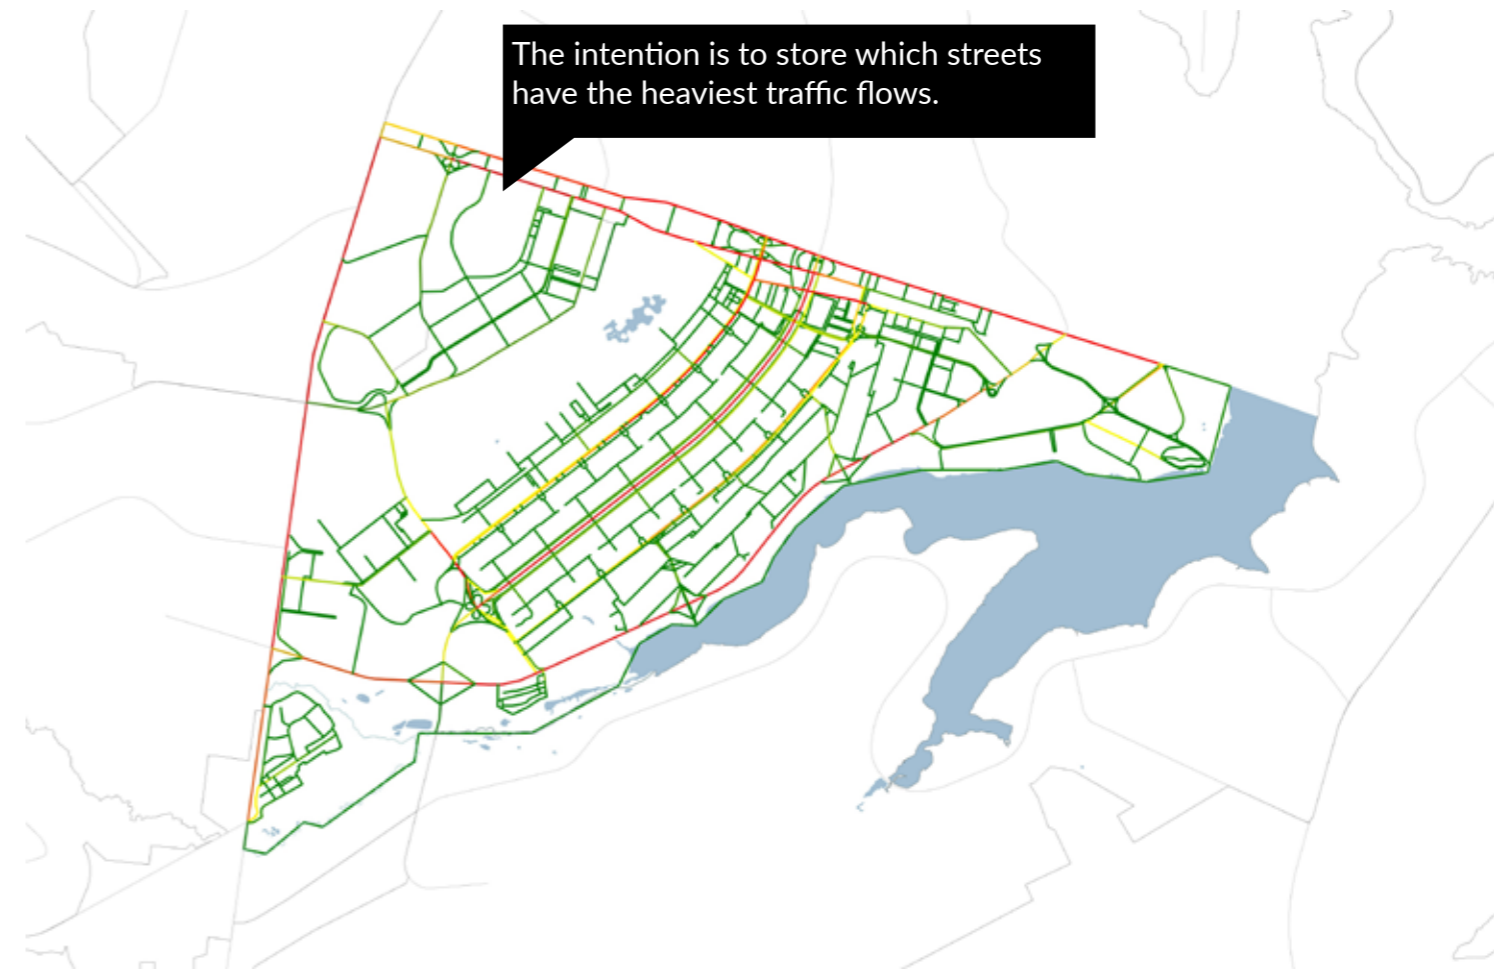 The intention is to store which streets
have the heaviest traffic flows.